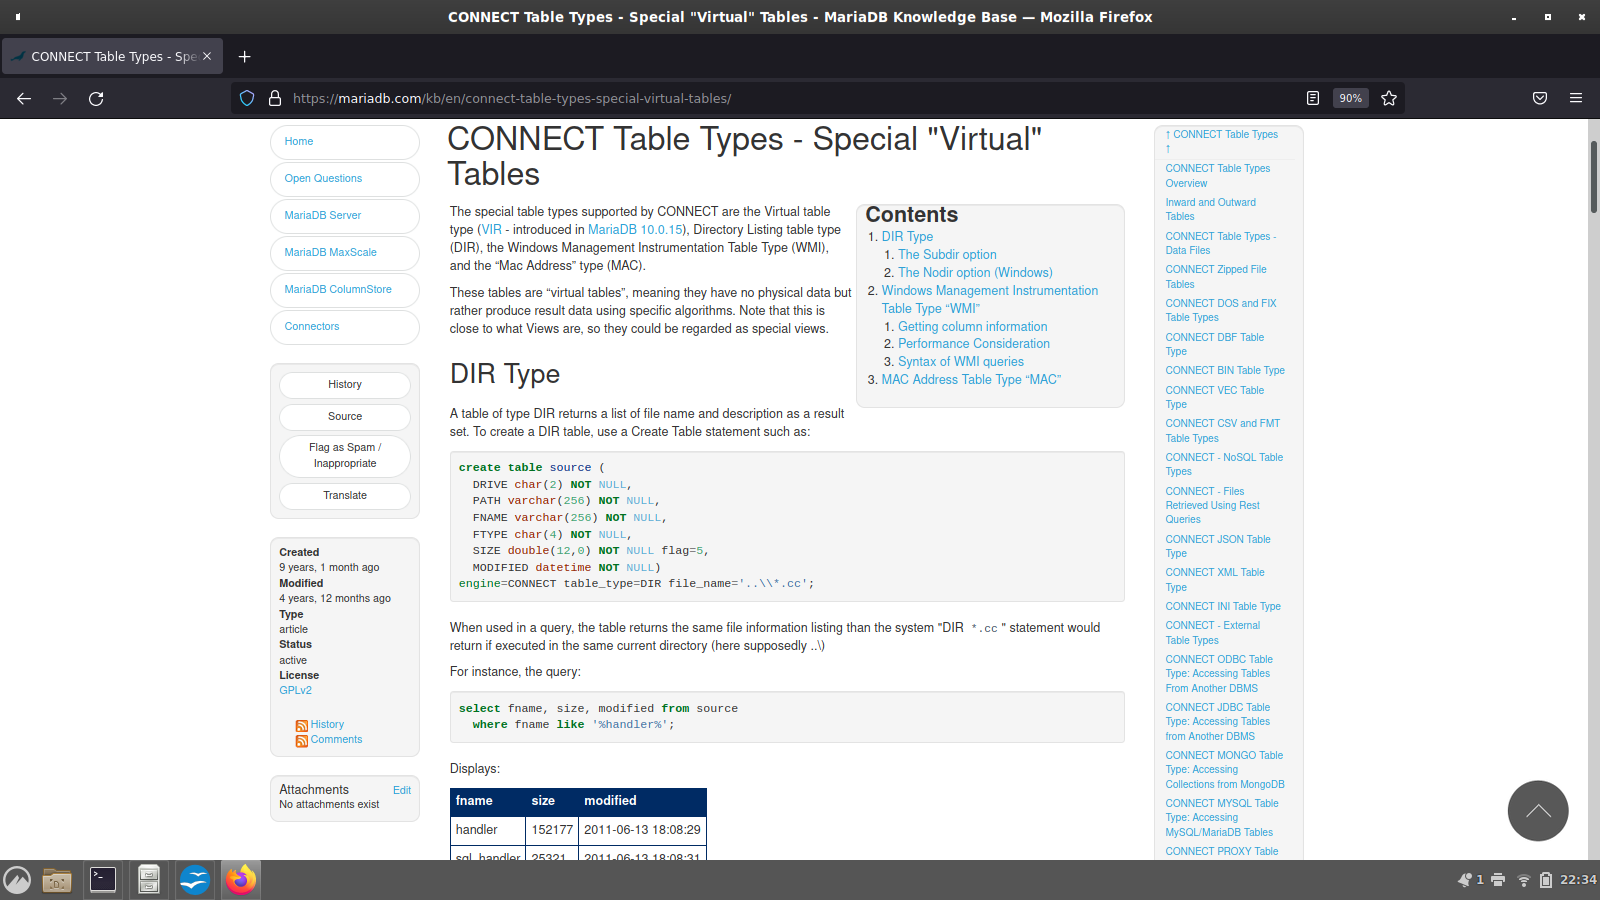 CONNECT Table Types - Special "Virtual" Tables - MariaDB Knowledge Base — Mozilla Firefox
CONNECT Table Types - Spe
https://mariadb.com/kb/en/connect-table-types-special-virtual-tables/
90%
Home
Open Questions
MariaDB Server
MariaDB MaxScale
MariaDB ColumnStore
Connectors
History
Source
Flag as Spam /
Inappropriate
Translate
Created
9 years, 1 month ago
Modified
4 years, 12 months ago
Type
article
Status
active
License
GPLv2
History
Comments
Attachments Edit
No attachments exist
CONNECT Table Types - Special "Virtual"
Tables
The special table types supported by CONNECT are the Virtual table
type (VIR - introduced in MariaDB 10.0.15), Directory Listing table type
(DIR), the Windows Management Instrumentation Table Type (WMI),
and the “Mac Address” type (MAC).
These tables are “virtual tables”, meaning they have no physical data but
rather produce result data using specific algorithms. Note that this is
close to what Views are, so they could be regarded as special views.
Contents
1. DIR Type
1. The Subdir option
2. The Nodir option (Windows)
2. Windows Management Instrumentation
Table Type “WMI”
1. Getting column information
2. Performance Consideration
3. Syntax of WMI queries
3. MAC Address Table Type “MAC”
DIR Type
A table of type DIR returns a list of file name and description as a result
set. To create a DIR table, use a Create Table statement such as:
create table source (
DRIVE char(2) NOT NULL,
PATH varchar(256) NOT NULL,
FNAME varchar(256) NOT NULL,
FTYPE char(4) NOT NULL,
SIZE double(12,0) NOT NULL flag=5,
MODIFIED datetime NOT NULL)
engine=CONNECT table_type=DIR file_name='..\\*.cc';
When used in a query, the table returns the same file information listing than the system "DIR *.cc " statement would
return if executed in the same current directory (here supposedly ..\)
For instance, the query:
select fname, size, modified from source
where fname like '%handler%';
Displays:
fname size modified
handler 152177 2011-06-13 18:08:29
sql_handler 25321 2011-06-13 18:08:31
↑ CONNECT Table Types
↑
CONNECT Table Types
Overview
Inward and Outward
Tables
CONNECT Table Types -
Data Files
CONNECT Zipped File
Tables
CONNECT DOS and FIX
Table Types
CONNECT DBF Table
Type
CONNECT BIN Table Type
CONNECT VEC Table
Type
CONNECT CSV and FMT
Table Types
CONNECT - NoSQL Table
Types
CONNECT - Files
Retrieved Using Rest
Queries
CONNECT JSON Table
Type
CONNECT XML Table
Type
CONNECT INI Table Type
CONNECT - External
Table Types
CONNECT ODBC Table
Type: Accessing Tables
From Another DBMS
CONNECT JDBC Table
Type: Accessing Tables
from Another DBMS
CONNECT MONGO Table
Type: Accessing
Collections from MongoDB
CONNECT MYSQL Table
Type: Accessing
MySQL/MariaDB Tables
CONNECT PROXY Table
1
22:34